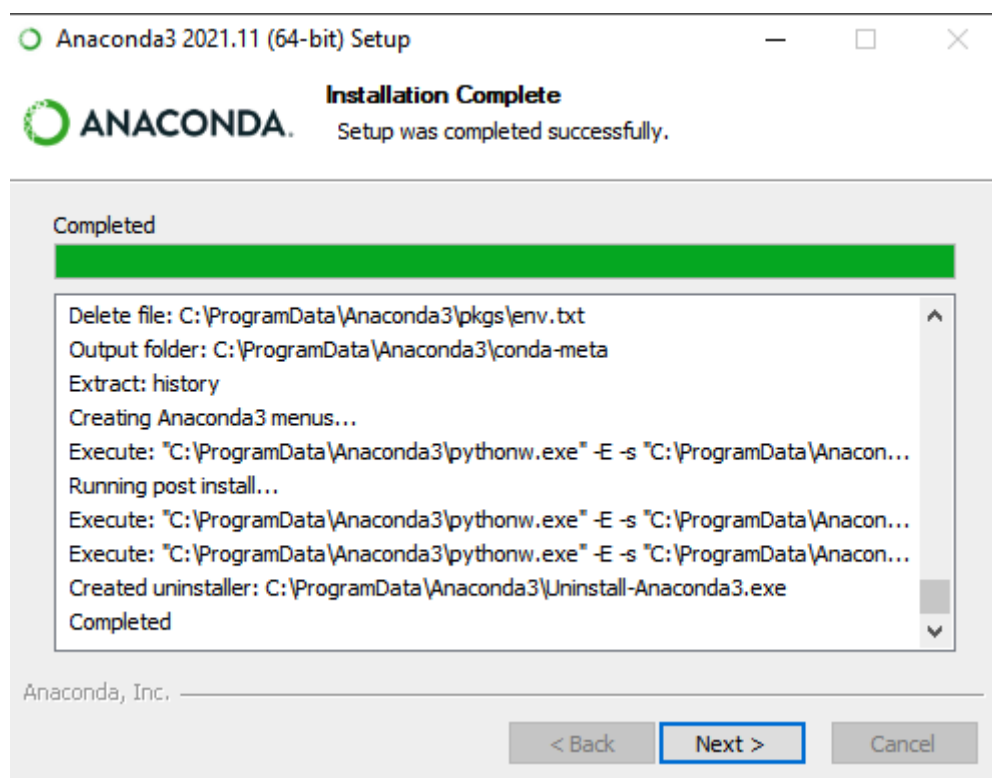 Anaconda3 2021.11 (64-bit) Setup
ANACONDA.
Installation Complete
Setup was completed successfully.
Completed
Delete file: C:\ProgramData\Anaconda3\pkgs\env.txt
Output folder: C:\ProgramData\Anaconda3\conda-meta
Extract: history
Creating Anaconda3 menus...
Execute: "C:\ProgramData\Anaconda3\pythonw.exe" -E -s "C:\ProgramData\Anacon...
Running post install...
Execute: "C:\ProgramData\Anaconda3\pythonw.exe" -E -s "C:\ProgramData\Anacon...
Execute: "C:\ProgramData\Anaconda3\pythonw.exe" -E -s "C:\ProgramData\Anacon...
Created uninstaller: C:\ProgramData\Anaconda3\Uninstall-Anaconda3.exe
Completed
Anaconda, Inc.
< Back Next > Cancel